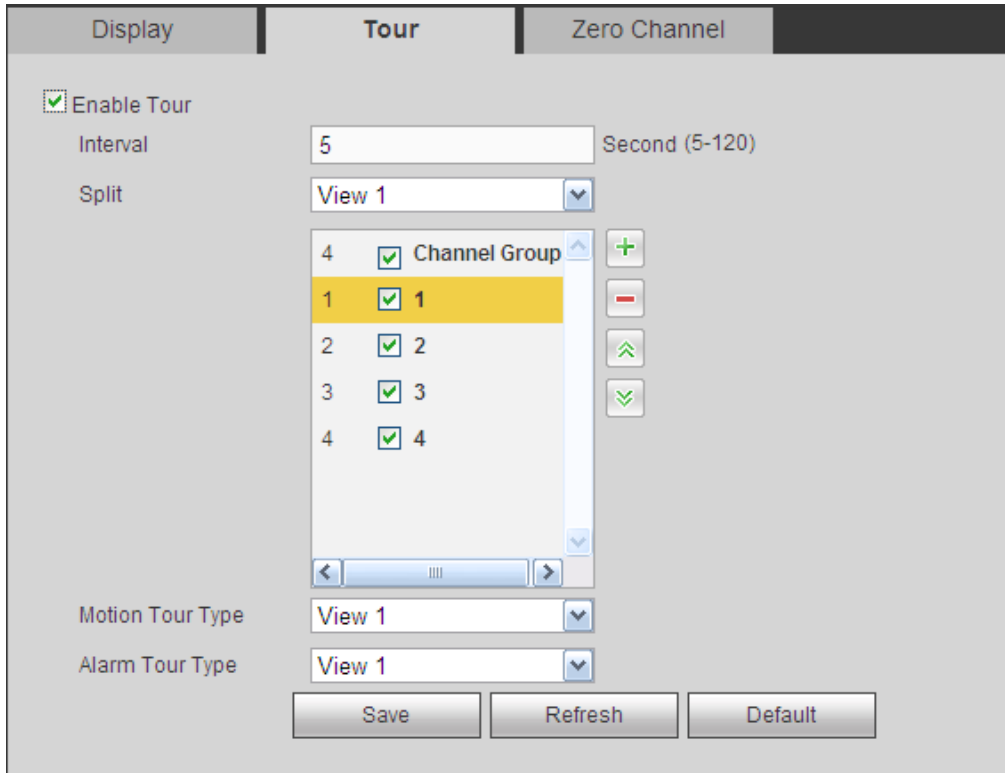 Display Tour Zero Channel
Enable Tour
Interval 5 Second (5-120)
Split View 1
4 Channel Group
1 1
2 2
3 3
4 4
Motion Tour Type View 1
Alarm Tour Type View 1
Save Refresh Default